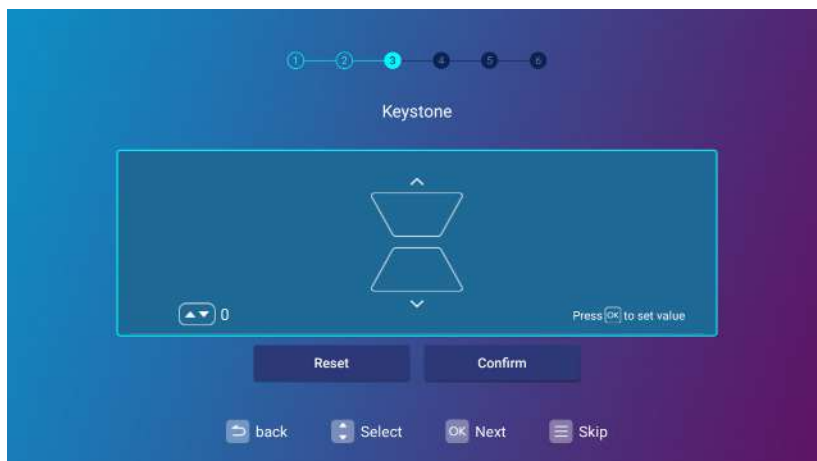 1 2 3 4 5 6
Keystone
0
Press OK to set value
Reset Confirm
back Select OK Next Skip